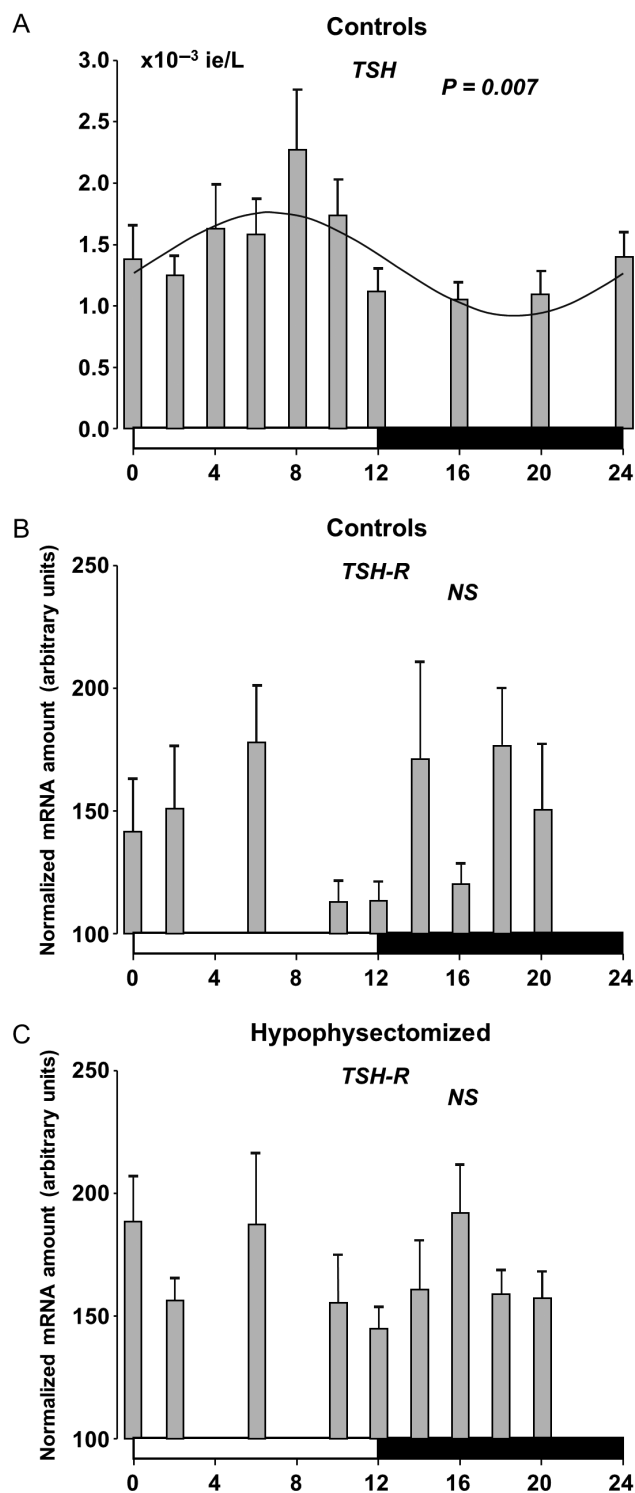 A
Controls
x10⁻³ ie/L
TSH
P = 0.007
3.0
2.5
2.0
1.5
1.0
0.5
0.0
0 4 8 12 16 20 24
B
Controls
Normalized mRNA amount (arbitrary units)
TSH-R
NS
250
200
150
100
0 4 8 12 16 20 24
C
Hypophysectomized
Normalized mRNA amount (arbitrary units)
TSH-R
NS
250
200
150
100
0 4 8 12 16 20 24